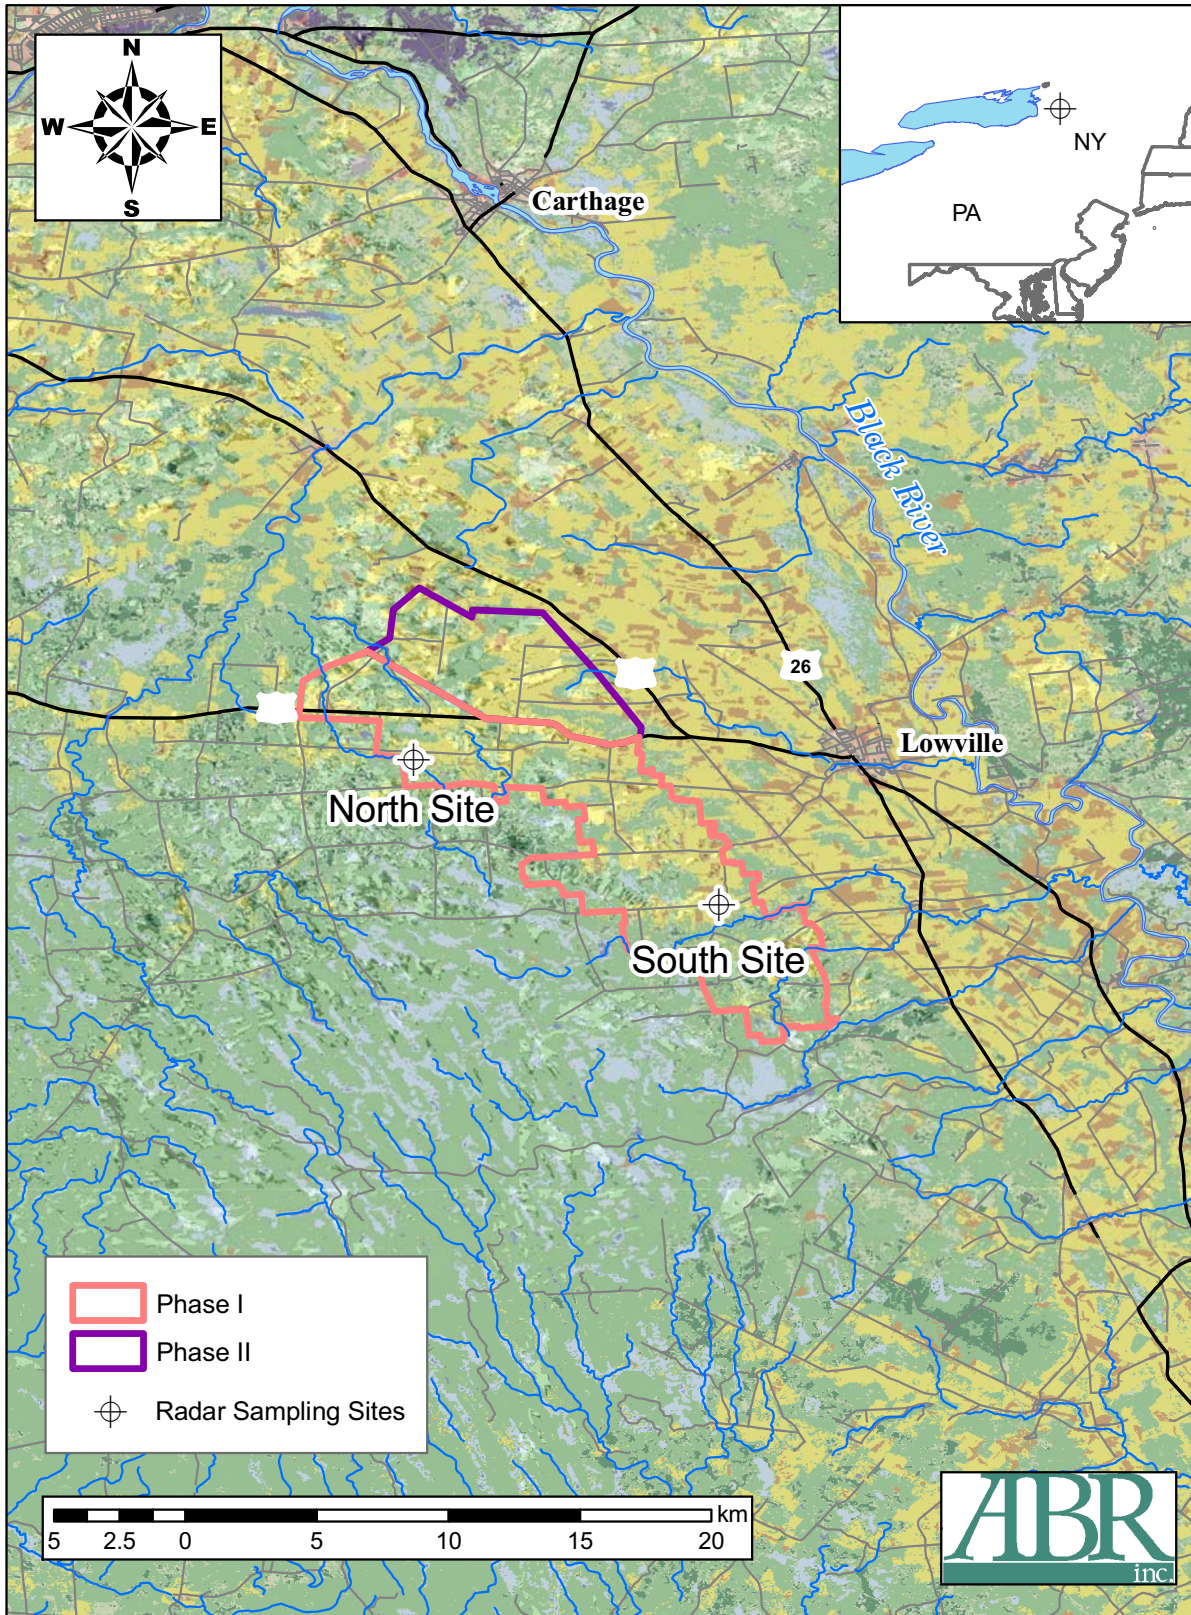 N
W
E
S
NY
PA
Carthage
Black River
26
Lowville
North Site
South Site
Phase I
Phase II
Radar Sampling Sites
km
5 2.5 0 5 10 15 20
ABR
inc.